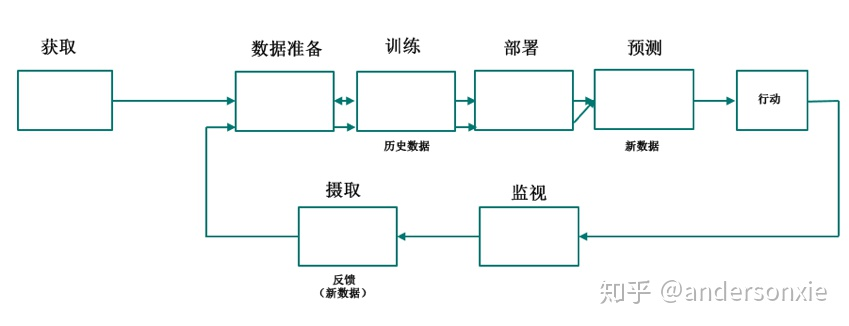 获取
数据准备
训练
部署
预测
行动
历史数据
新数据
摄取
监视
反馈
（新数据）
知乎 @andersonxie